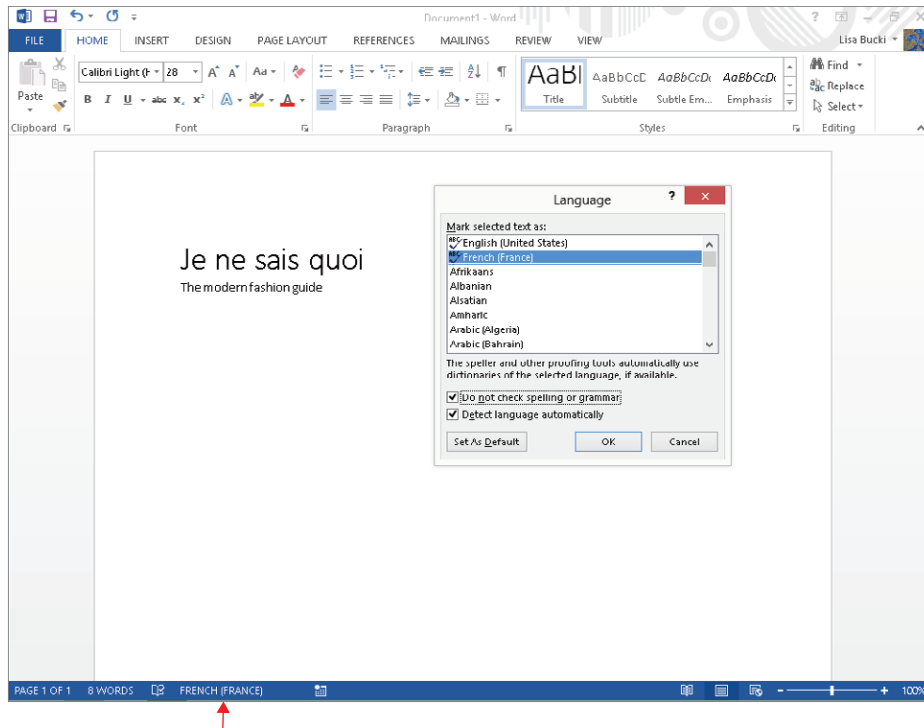 Document1 - Word
FILE HOME INSERT DESIGN PAGE LAYOUT REFERENCES MAILINGS REVIEW VIEW Lisa Bucki
Calibri Light (H 28 A A Aa
AaBl AaBbCcD AaBbCcDc AaBbCcDc
Find
Replace
Select
Paste
B I U abc x₂ x² A aby A
Title Subtitle Subtle Em... Emphasis
Clipboard Font Paragraph Styles Editing
Language
Mark selected text as:
English (United States)
French (France)
Afrikaans
Albanian
Alsatian
Amharic
Arabic (Algeria)
Arabic (Bahrain)
The speller and other proofing tools automatically use
dictionaries of the selected language, if available.
Do not check spelling or grammar
Detect language automatically
Set As Default OK Cancel
Je ne sais quoi
The modern fashion guide
PAGE 1 OF 1 8 WORDS FRENCH (FRANCE) 100%